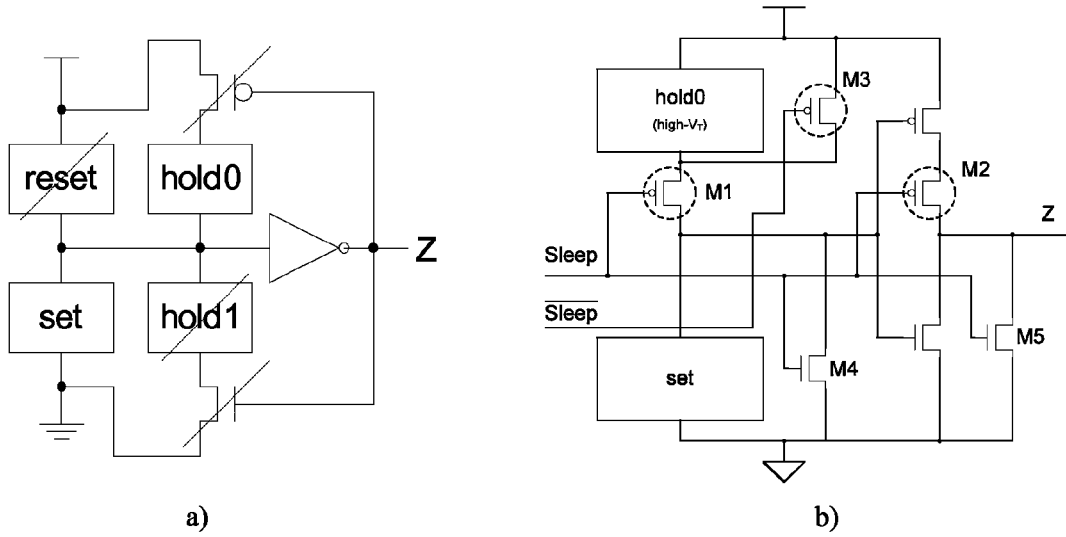 reset
hold0
set
hold1
Z
a)
hold0
(high-VT)
M3
M1
M2
Z
Sleep
Sleep
set
M4
M5
b)